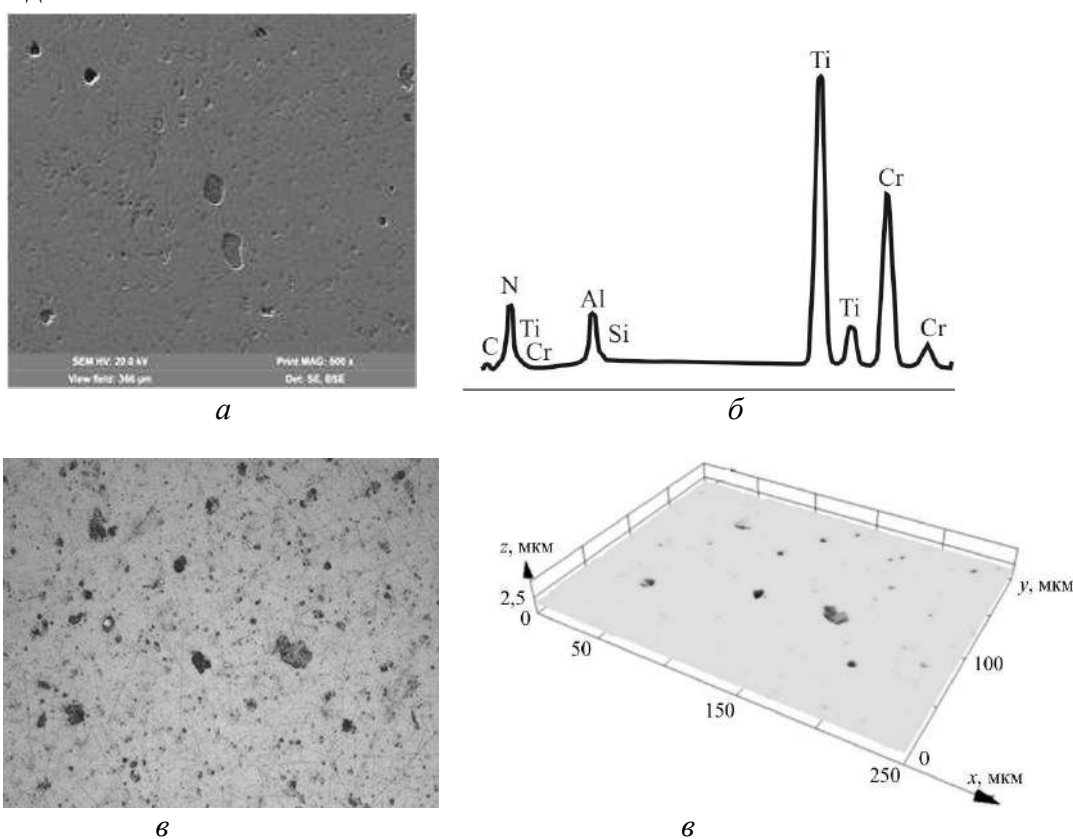 SEM HV: 20.0 kV Print MAG: 600 x
View field: 366 µm Det: SE, BSE
а
Ti
Cr
N
Al
Ti
Ti
Si
C
Cr
Cr
б
z, мкм
2,5
0
y, мкм
50
100
150
0
250
x, мкм
в
в